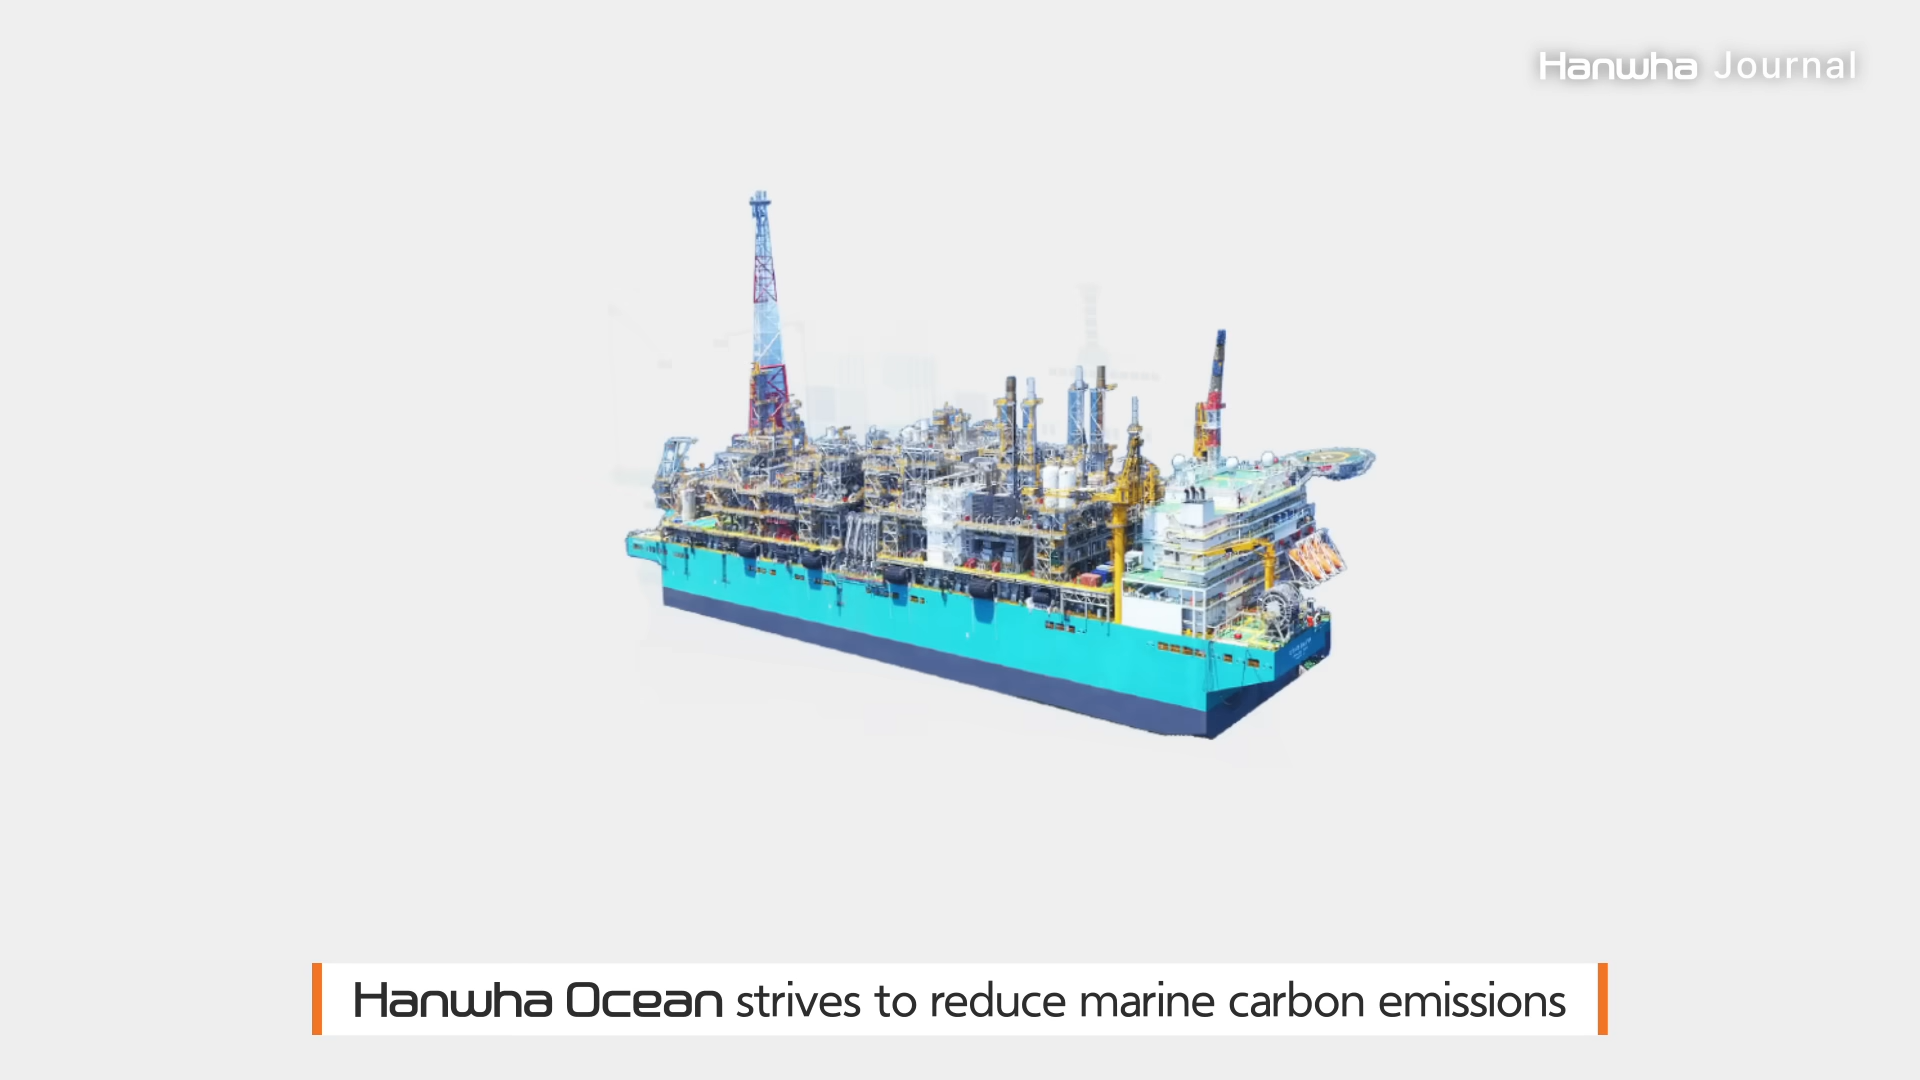 Hanwha Journal
Hanwha Ocean strives to reduce marine carbon emissions